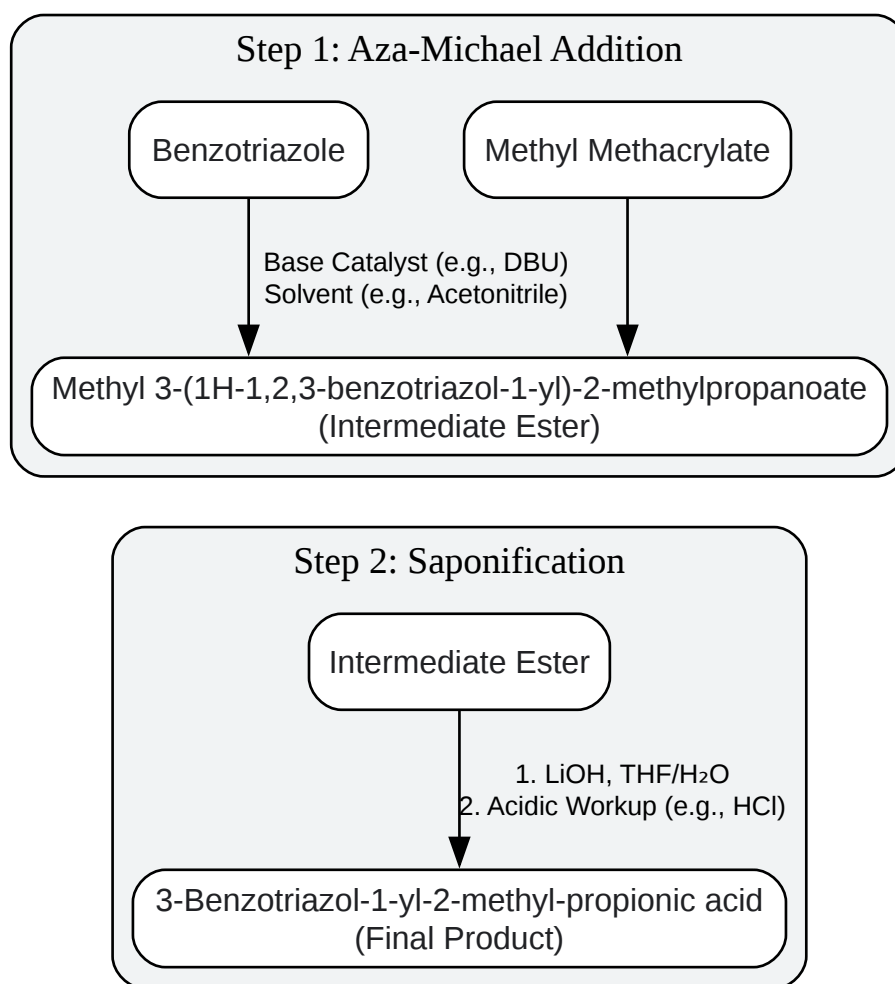 Step 1: Aza-Michael Addition
Benzotriazole
Methyl Methacrylate
Base Catalyst (e.g., DBU)
Solvent (e.g., Acetonitrile)
Methyl 3-(1H-1,2,3-benzotriazol-1-yl)-2-methylpropanoate
(Intermediate Ester)
Step 2: Saponification
Intermediate Ester
1. LiOH, THF/H₂O
2. Acidic Workup (e.g., HCl)
3-Benzotriazol-1-yl-2-methyl-propionic acid
(Final Product)